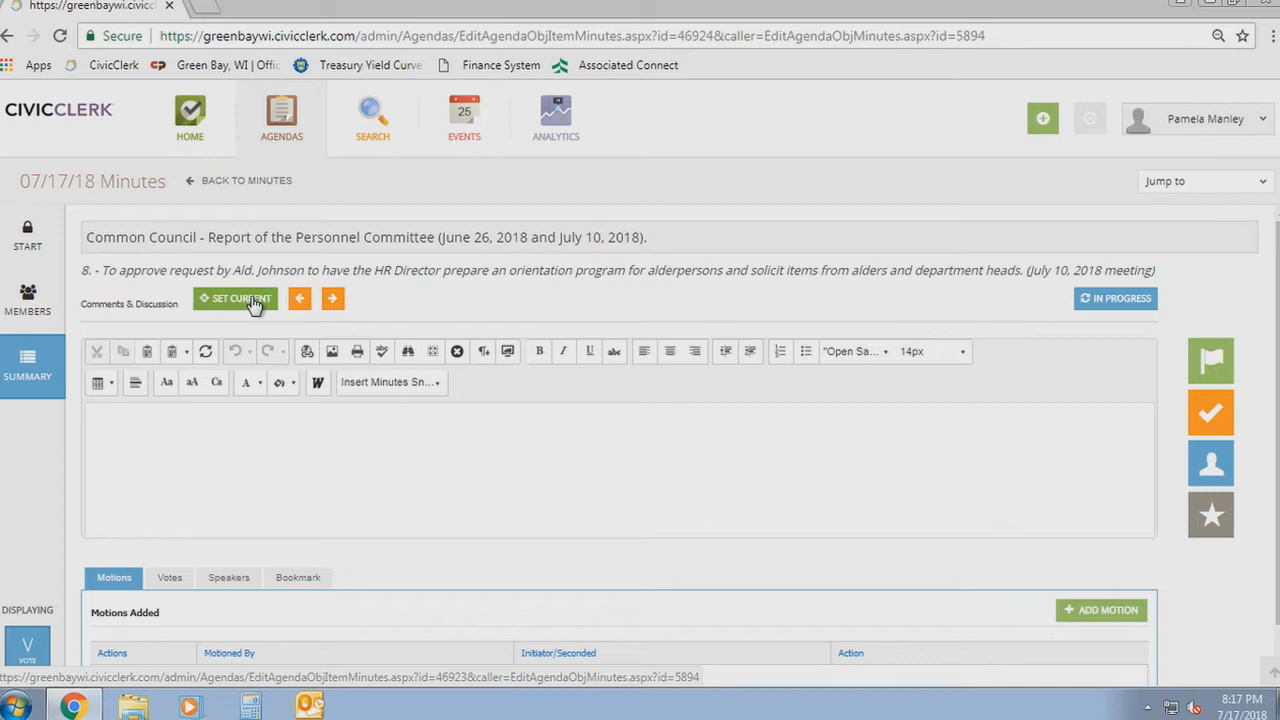 https://greenbaywi.civicc
Secure https://greenbaywi.civicclerk.com/admin/Agendas/EditAgendaObjItemMinutes.aspx?id=46924&caller=EditAgendaObjMinutes.aspx?id=5894
Apps CivicClerk Green Bay, WI | Offic Treasury Yield Curve Finance System Associated Connect
CIVICCLERK
HOME AGENDAS SEARCH 25 EVENTS ANALYTICS
Pamela Manley
07/17/18 Minutes BACK TO MINUTES Jump to
START
Common Council - Report of the Personnel Committee (June 26, 2018 and July 10, 2018).
8. - To approve request by Ald. Johnson to have the HR Director prepare an orientation program for alderpersons and solicit items from alders and department heads. (July 10, 2018 meeting)
MEMBERS
Comments & Discussion SET CURRENT IN PROGRESS
SUMMARY
abc B I U abc "Open Sa... 14px
Aa aA Ca A W Insert Minutes Sn...
Motions Votes Speakers Bookmark
DISPLAYING
Motions Added + ADD MOTION
V
VOTE
Actions Motioned By Initiator/Seconded Action
https://greenbaywi.civicclerk.com/admin/Agendas/EditAgendaObjItemMinutes.aspx?id=46923&caller=EditAgendaObjMinutes.aspx?id=5894
8:17 PM
7/17/2018